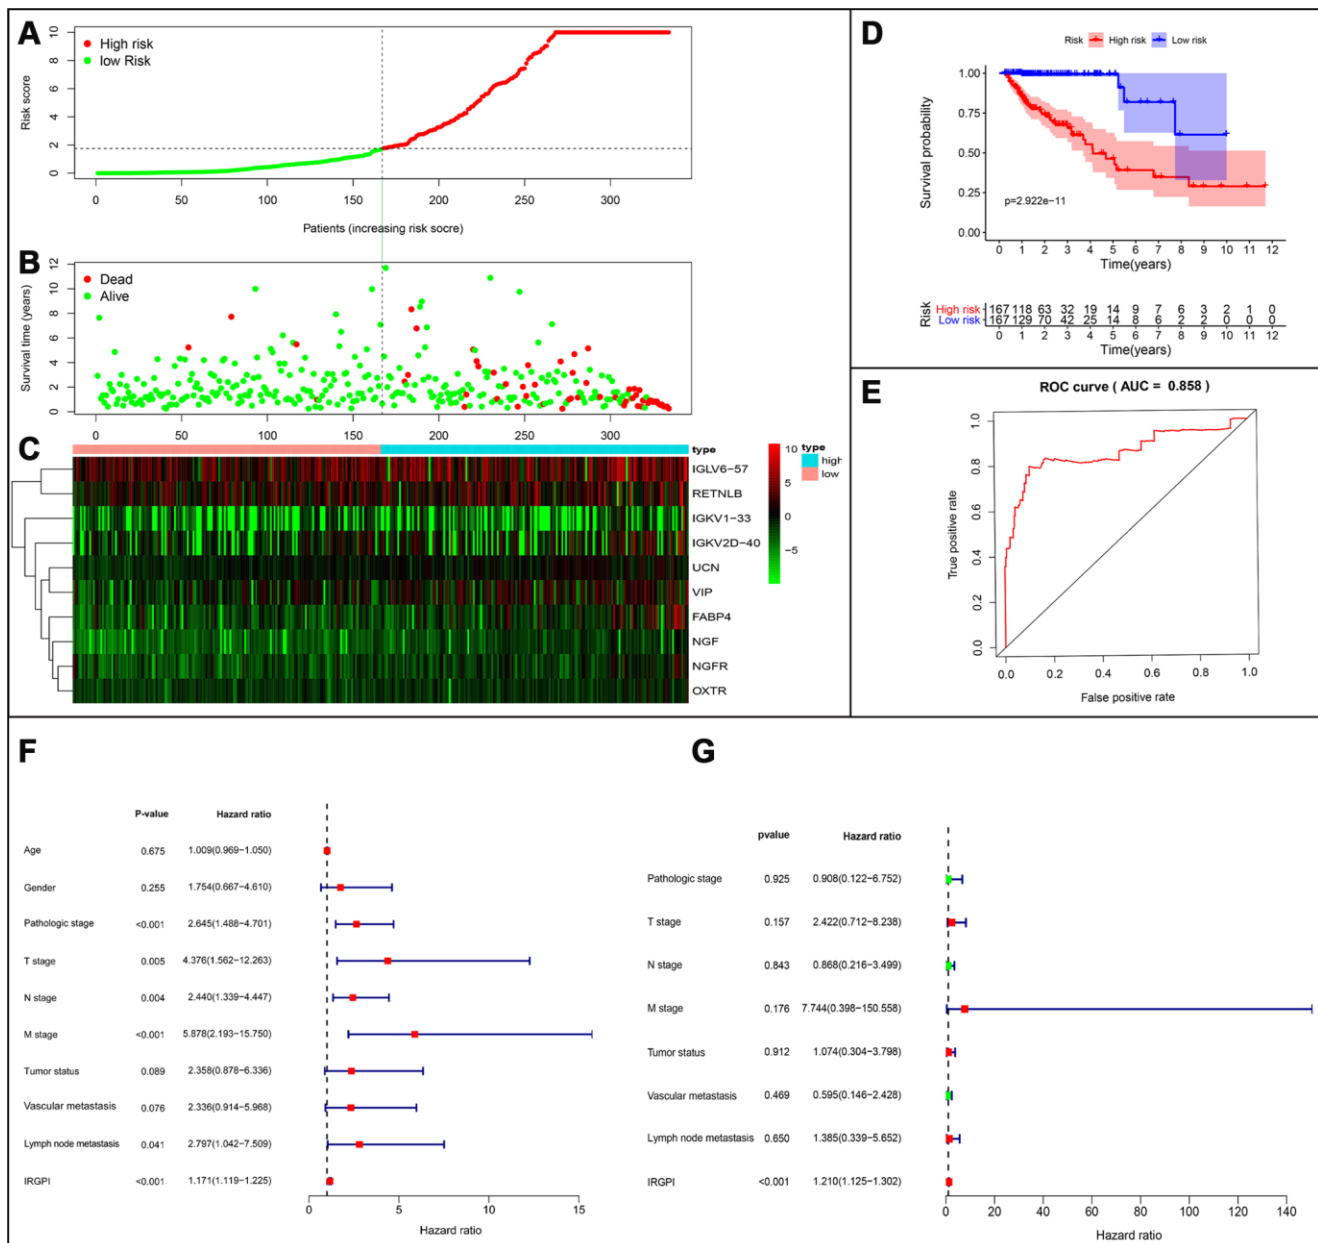 A
High risk
low Risk
Risk score
0 2 4 6 8 10
0 50 100 150 200 250 300
Patients (increasing risk socre)
B
Dead
Alive
Survival time (years)
0 2 4 6 8 10 12
0 50 100 150 200 250 300
C
type
IGLV6-57
RETNLB
IGKV1-33
IGKV2D-40
UCN
VIP
FABP4
NGF
NGFR
OXTR
10
5
0
−5
type
high
low
D
Risk High risk Low risk
Survival probability
1.00
0.75
0.50
0.25
0.00
p=2.922e−11
0 1 2 3 4 5 6 7 8 9 10 11 12
Time(years)
Risk
High risk 167 118 63 32 19 14 9 7 6 3 2 1 0
Low risk 167 129 70 42 25 14 8 6 2 2 0 0 0
0 1 2 3 4 5 6 7 8 9 10 11 12
Time(years)
E
ROC curve ( AUC = 0.858 )
True positive rate
0.0 0.2 0.4 0.6 0.8 1.0
0.0 0.2 0.4 0.6 0.8 1.0
False positive rate
F
P-value Hazard ratio
Age 0.675 1.009(0.969−1.050)
Gender 0.255 1.754(0.667−4.610)
Pathologic stage <0.001 2.645(1.488−4.701)
T stage 0.005 4.376(1.562−12.263)
N stage 0.004 2.440(1.339−4.447)
M stage <0.001 5.878(2.193−15.750)
Tumor status 0.089 2.358(0.878−6.336)
Vascular metastasis 0.076 2.336(0.914−5.968)
Lymph node metastasis 0.041 2.797(1.042−7.509)
IRGPI <0.001 1.171(1.119−1.225)
0 5 10 15
Hazard ratio
G
pvalue Hazard ratio
Pathologic stage 0.925 0.908(0.122−6.752)
T stage 0.157 2.422(0.712−8.238)
N stage 0.843 0.868(0.216−3.499)
M stage 0.176 7.744(0.398−150.558)
Tumor status 0.912 1.074(0.304−3.798)
Vascular metastasis 0.469 0.595(0.146−2.428)
Lymph node metastasis 0.650 1.385(0.339−5.652)
IRGPI <0.001 1.210(1.125−1.302)
0 20 40 60 80 100 120 140
Hazard ratio